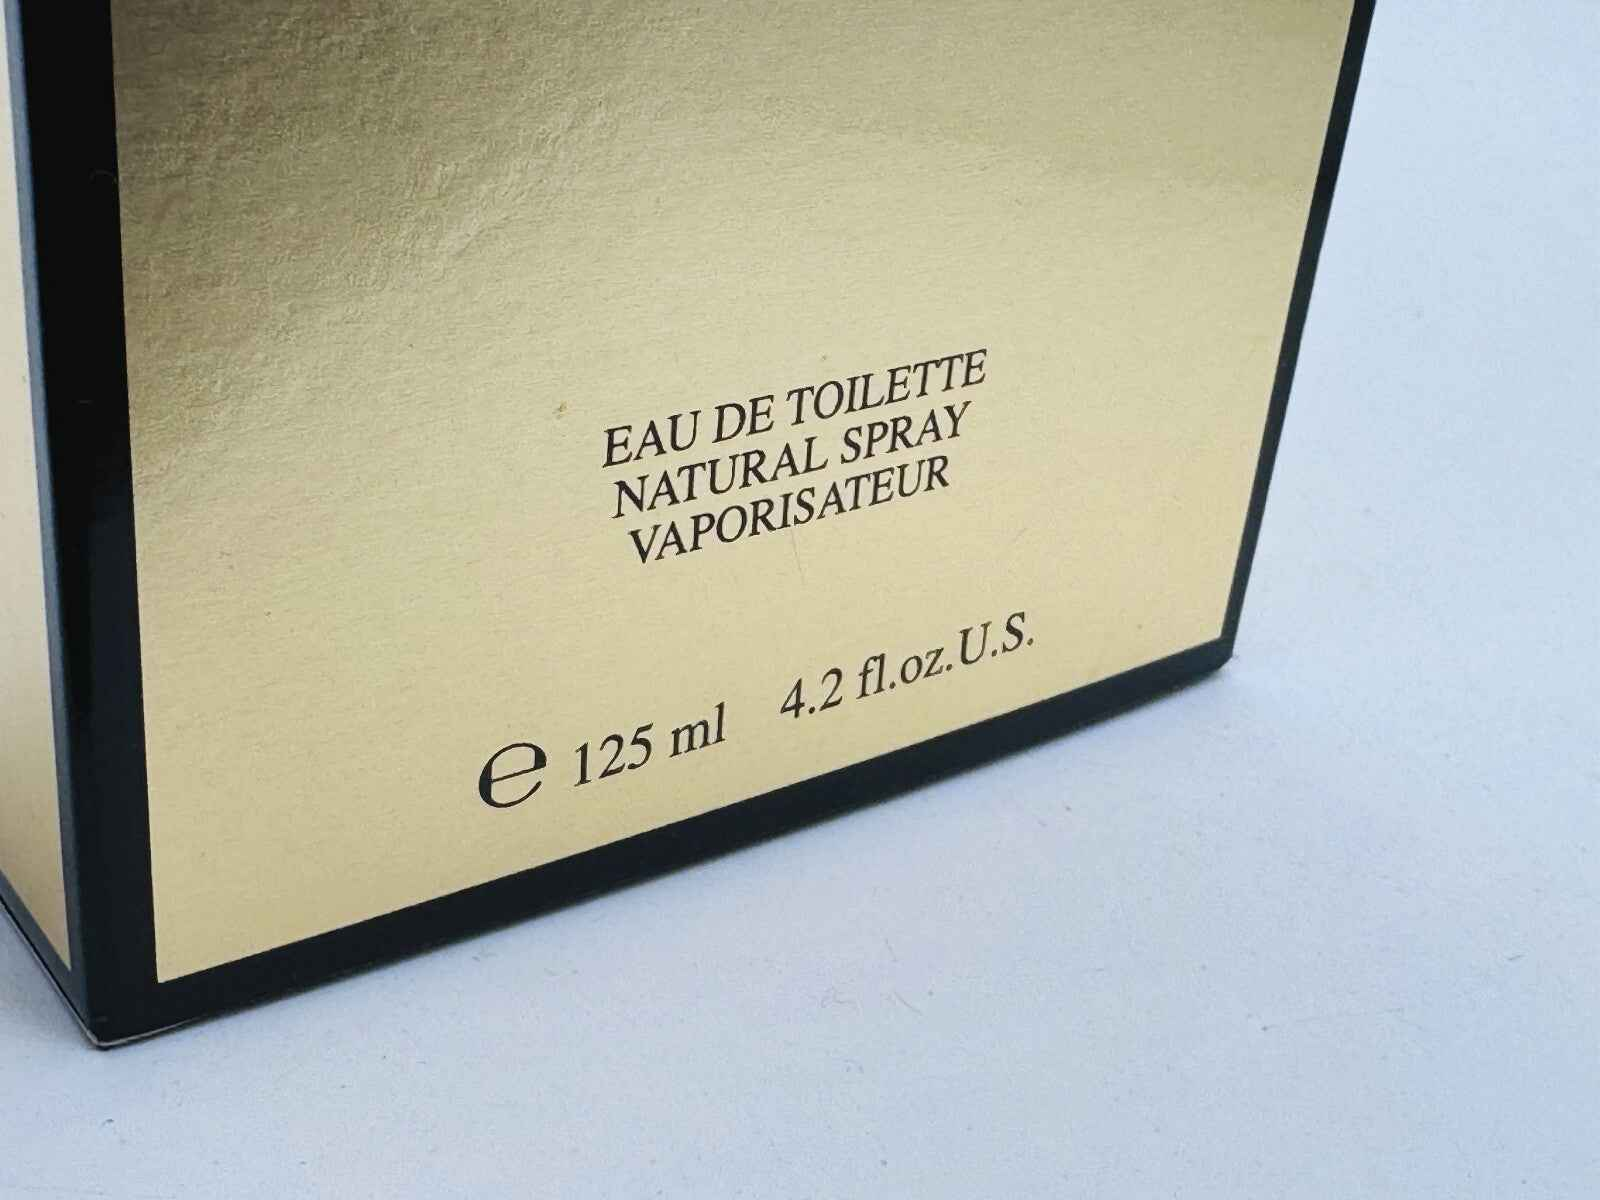 EAU DE TOILETTE
NATURAL SPRAY
VAPORISATEUR
℮ 125 ml 4.2 fl.oz.U.S.